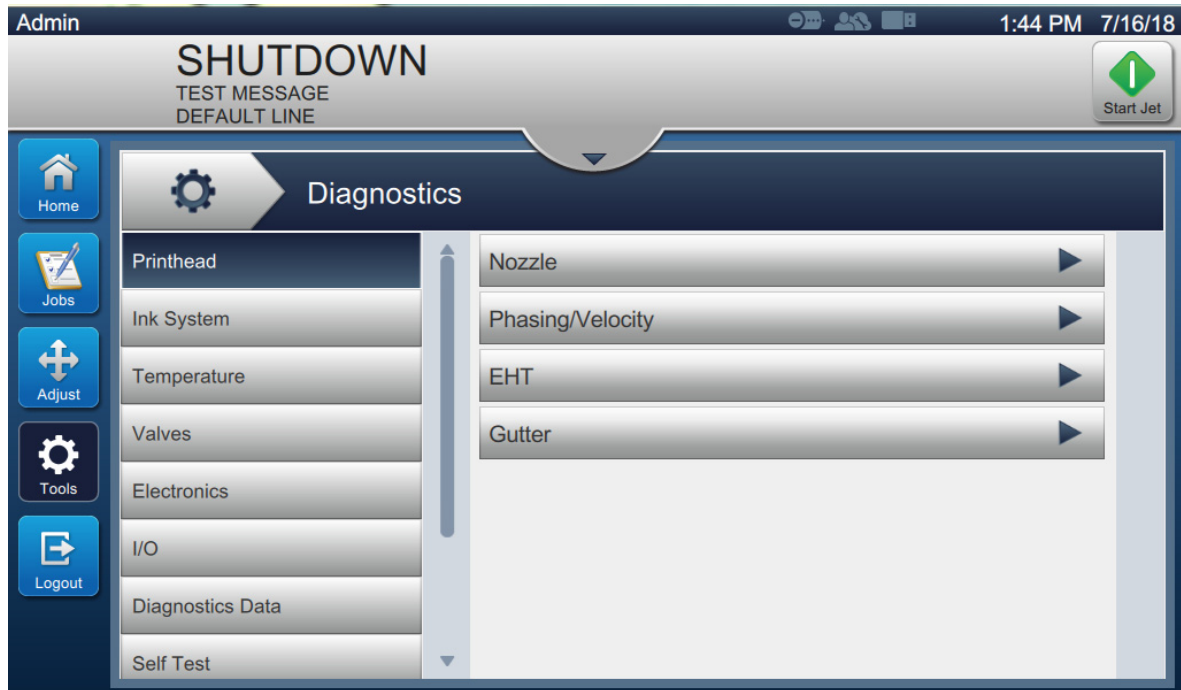 Admin
1:44 PM 7/16/18
SHUTDOWN
TEST MESSAGE
DEFAULT LINE
Start Jet
Home
Jobs
Adjust
Tools
Logout
Diagnostics
Printhead
Ink System
Temperature
Valves
Electronics
I/O
Diagnostics Data
Self Test
Nozzle
Phasing/Velocity
EHT
Gutter